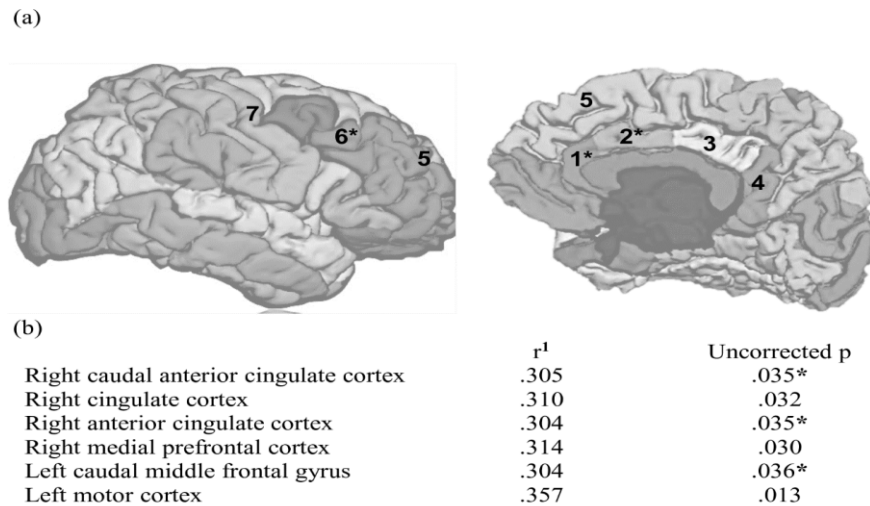 (a)
7
6*
5
5
2*
3
1*
4
(b)
r¹ Uncorrected p
Right caudal anterior cingulate cortex .305 .035*
Right cingulate cortex .310 .032
Right anterior cingulate cortex .304 .035*
Right medial prefrontal cortex .314 .030
Left caudal middle frontal gyrus .304 .036*
Left motor cortex .357 .013